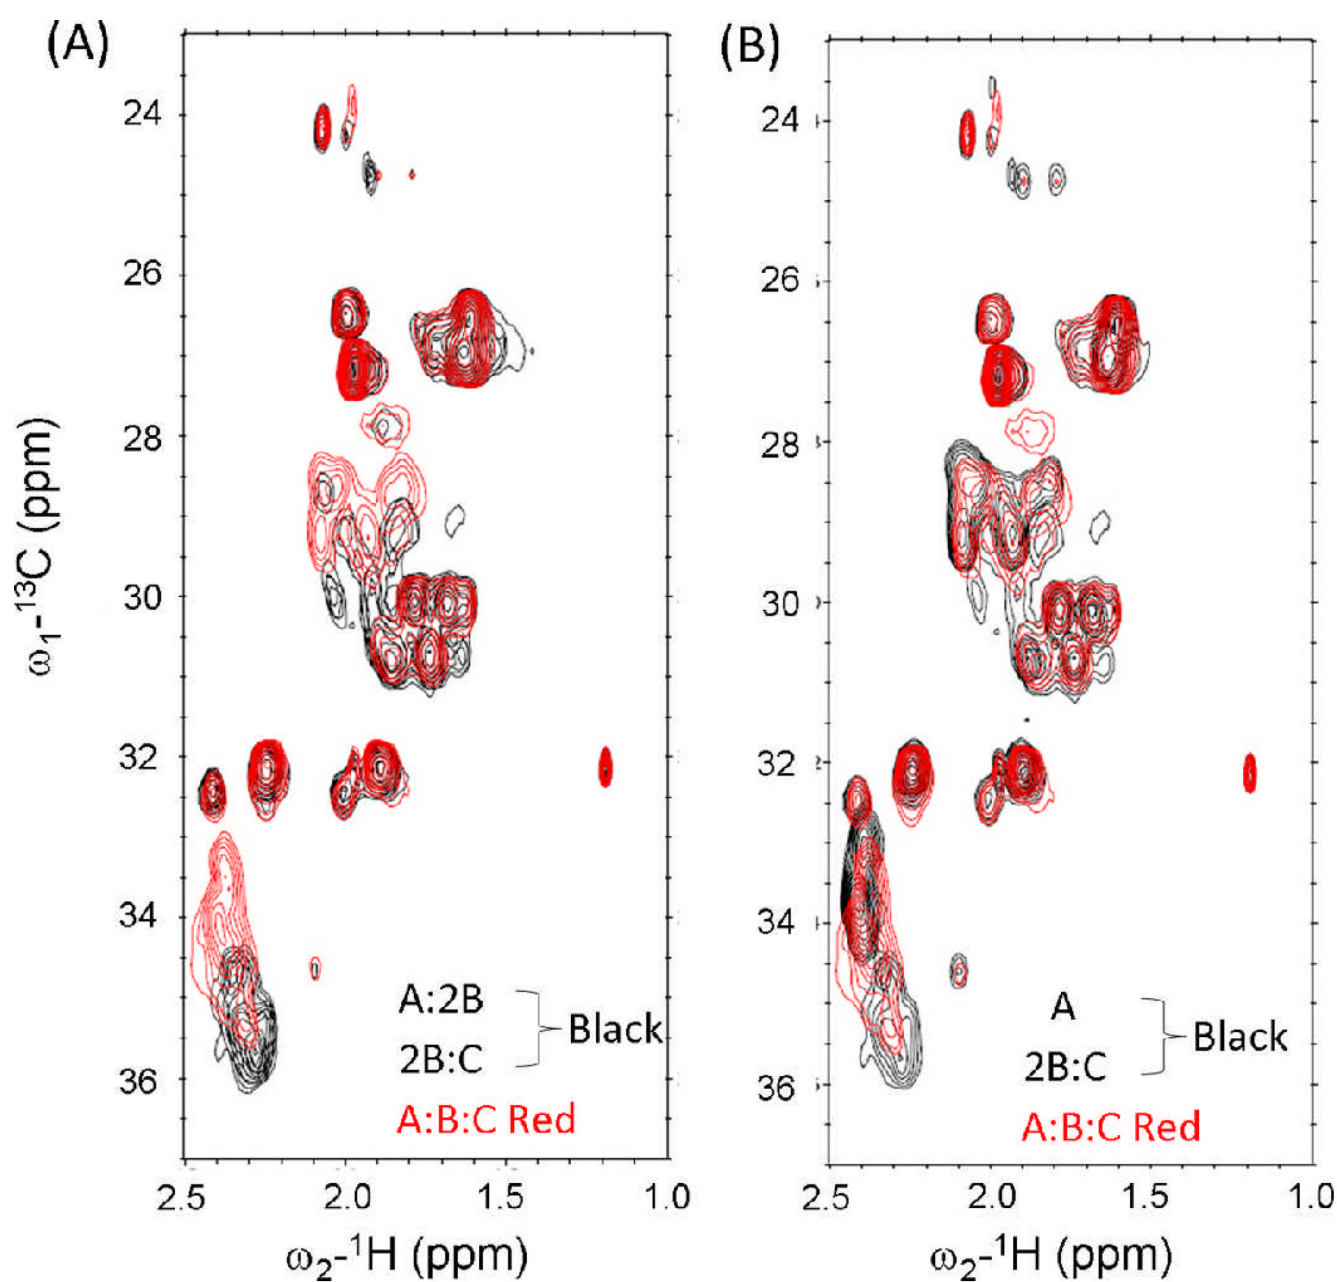 (A)
24
26
28
30
32
34
36
ω1-13C (ppm)
A:2B
2B:C
Black
A:B:C Red
2.5 2.0 1.5 1.0
ω2-1H (ppm)
(B)
24
26
28
30
32
34
36
A
2B:C
Black
A:B:C Red
2.5 2.0 1.5 1.0
ω2-1H (ppm)